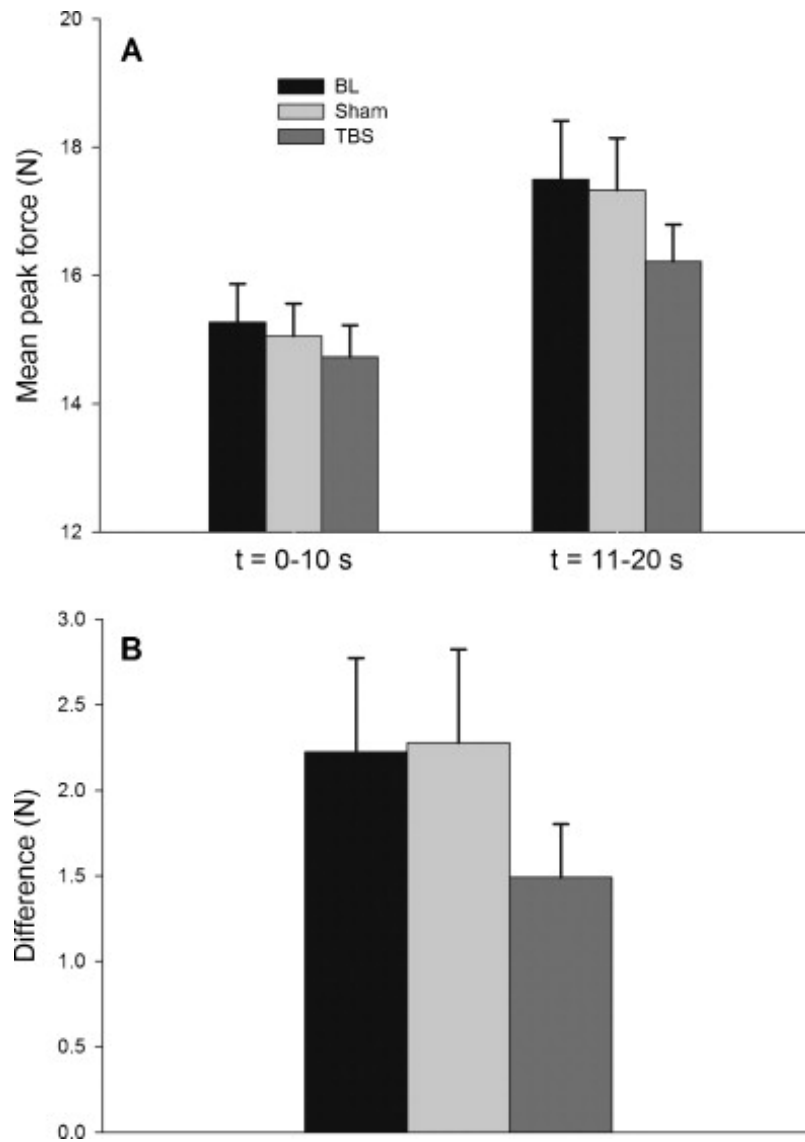 A
BL
Sham
TBS
Mean peak force (N)
20
18
16
14
12
t = 0-10 s
t = 11-20 s
B
Difference (N)
3.0
2.5
2.0
1.5
1.0
0.5
0.0